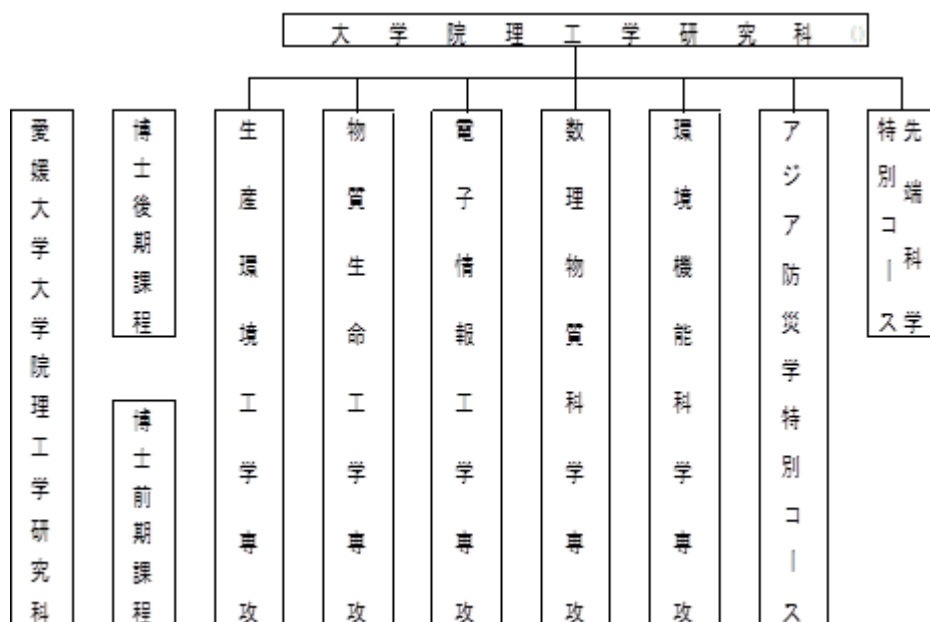 大学院理工学研究科
愛媛大学大学院理工学研究科
博士後期課程
博士前期課程
生産環境工学専攻
物質生命工学専攻
電子情報工学専攻
数理物質科学専攻
環境機能科学専攻
アジア防災学特別コース
先端科学
特別コース